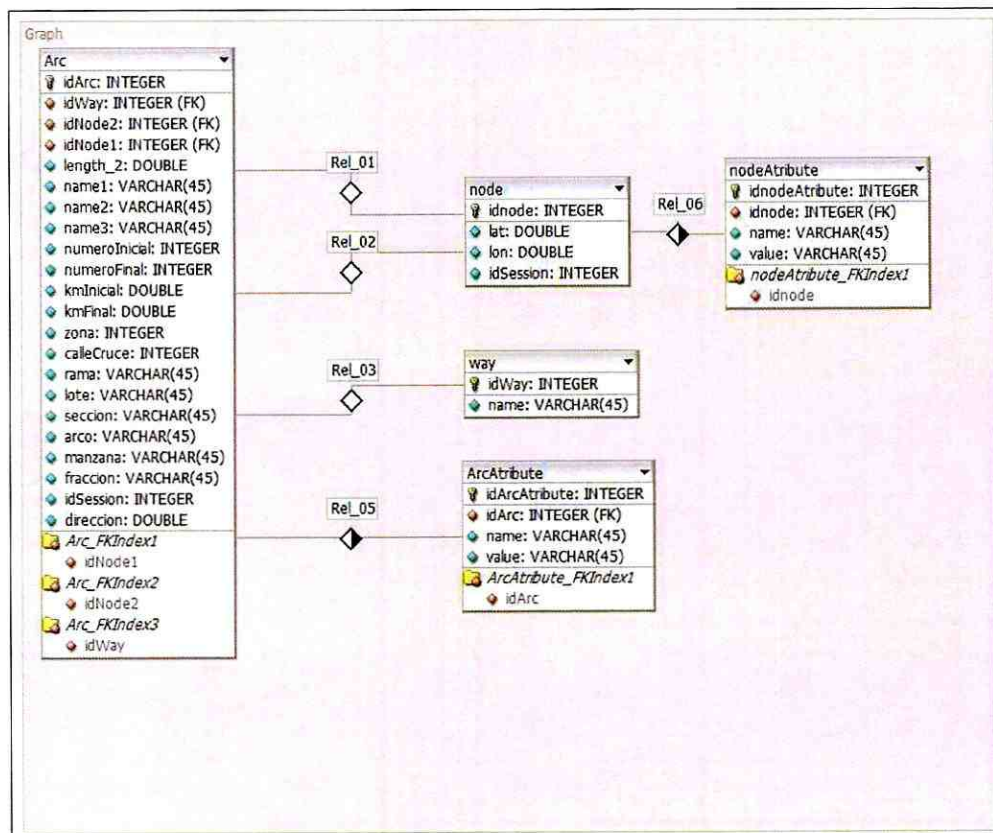 Graph
Arc
idArc: INTEGER
idWay: INTEGER (FK)
idNode2: INTEGER (FK)
idNode1: INTEGER (FK)
length_2: DOUBLE
name1: VARCHAR(45)
name2: VARCHAR(45)
name3: VARCHAR(45)
numeroInicial: INTEGER
numeroFinal: INTEGER
kmInicial: DOUBLE
kmFinal: DOUBLE
zona: INTEGER
calleCruce: INTEGER
rama: VARCHAR(45)
lote: VARCHAR(45)
seccion: VARCHAR(45)
arco: VARCHAR(45)
manzana: VARCHAR(45)
fraccion: VARCHAR(45)
idSession: INTEGER
direccion: DOUBLE
Arc_FKIndex1
idNode1
Arc_FKIndex2
idNode2
Arc_FKIndex3
idWay
Rel_01
Rel_02
Rel_03
Rel_05
node
idnode: INTEGER
lat: DOUBLE
lon: DOUBLE
idSession: INTEGER
way
idWay: INTEGER
name: VARCHAR(45)
ArcAtribute
idArcAtribute: INTEGER
idArc: INTEGER (FK)
name: VARCHAR(45)
value: VARCHAR(45)
ArcAtribute_FKIndex1
idArc
Rel_06
nodeAtribute
idnodeAtribute: INTEGER
idnode: INTEGER (FK)
name: VARCHAR(45)
value: VARCHAR(45)
nodeAtribute_FKIndex1
idnode